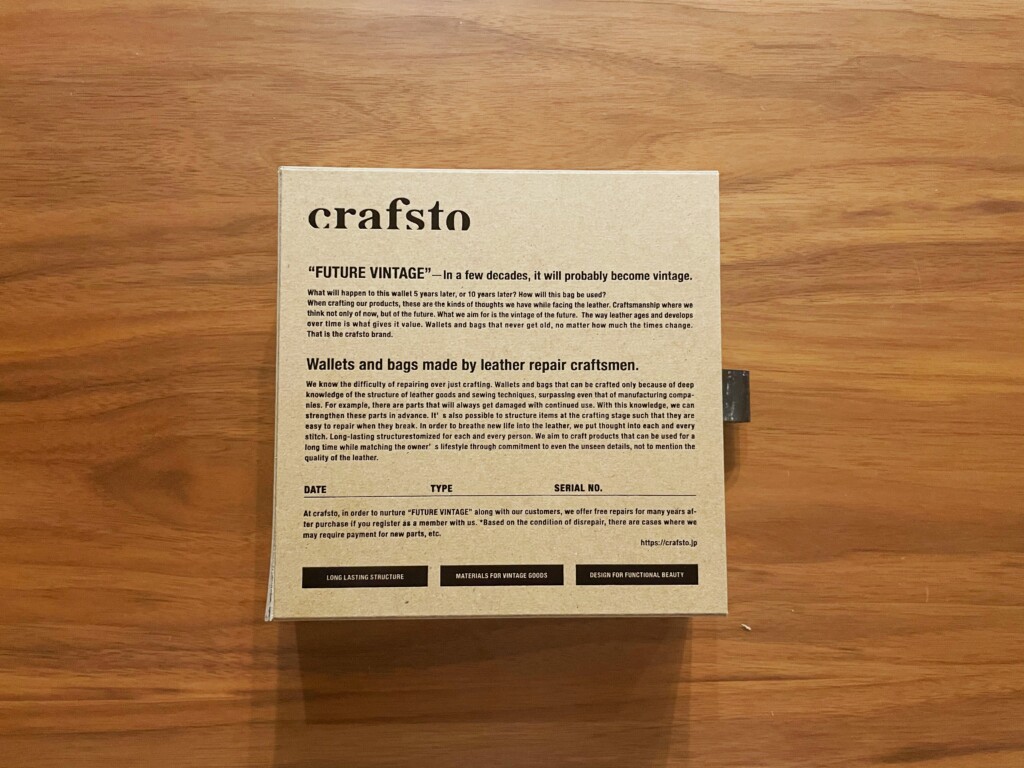 crafsto
“FUTURE VINTAGE”—In a few decades, it will probably become vintage.
What will happen to this wallet 5 years later, or 10 years later? How will this bag be used?
When crafting our products, these are the kinds of thoughts we have while facing the leather. Craftsmanship where we
think not only of now, but of the future. What we aim for is the vintage of the future. The way leather ages and develops
over time is what gives it value. Wallets and bags that never get old, no matter how much the times change.
That is the crafsto brand.
Wallets and bags made by leather repair craftsmen.
We know the difficulty of repairing over just crafting. Wallets and bags that can be crafted only because of deep
knowledge of the structure of leather goods and sewing techniques, surpassing even that of manufacturing compa-
nies. For example, there are parts that will always get damaged with continued use. With this knowledge, we can
strengthen these parts in advance. It’ s also possible to structure items at the crafting stage such that they are
easy to repair when they break. In order to breathe new life into the leather, we put thought into each and every
stitch. Long-lasting structurestomized for each and every person. We aim to craft products that can be used for a
long time while matching the owner’ s lifestyle through commitment to even the unseen details, not to mention the
quality of the leather.
DATE TYPE SERIAL NO.
At crafsto, in order to nurture “FUTURE VINTAGE” along with our customers, we offer free repairs for many years af-
ter purchase if you register as a member with us. *Based on the condition of disrepair, there are cases where we
may require payment for new parts, etc.
https://crafsto.jp
LONG LASTING STRUCTURE MATERIALS FOR VINTAGE GOODS DESIGN FOR FUNCTIONAL BEAUTY